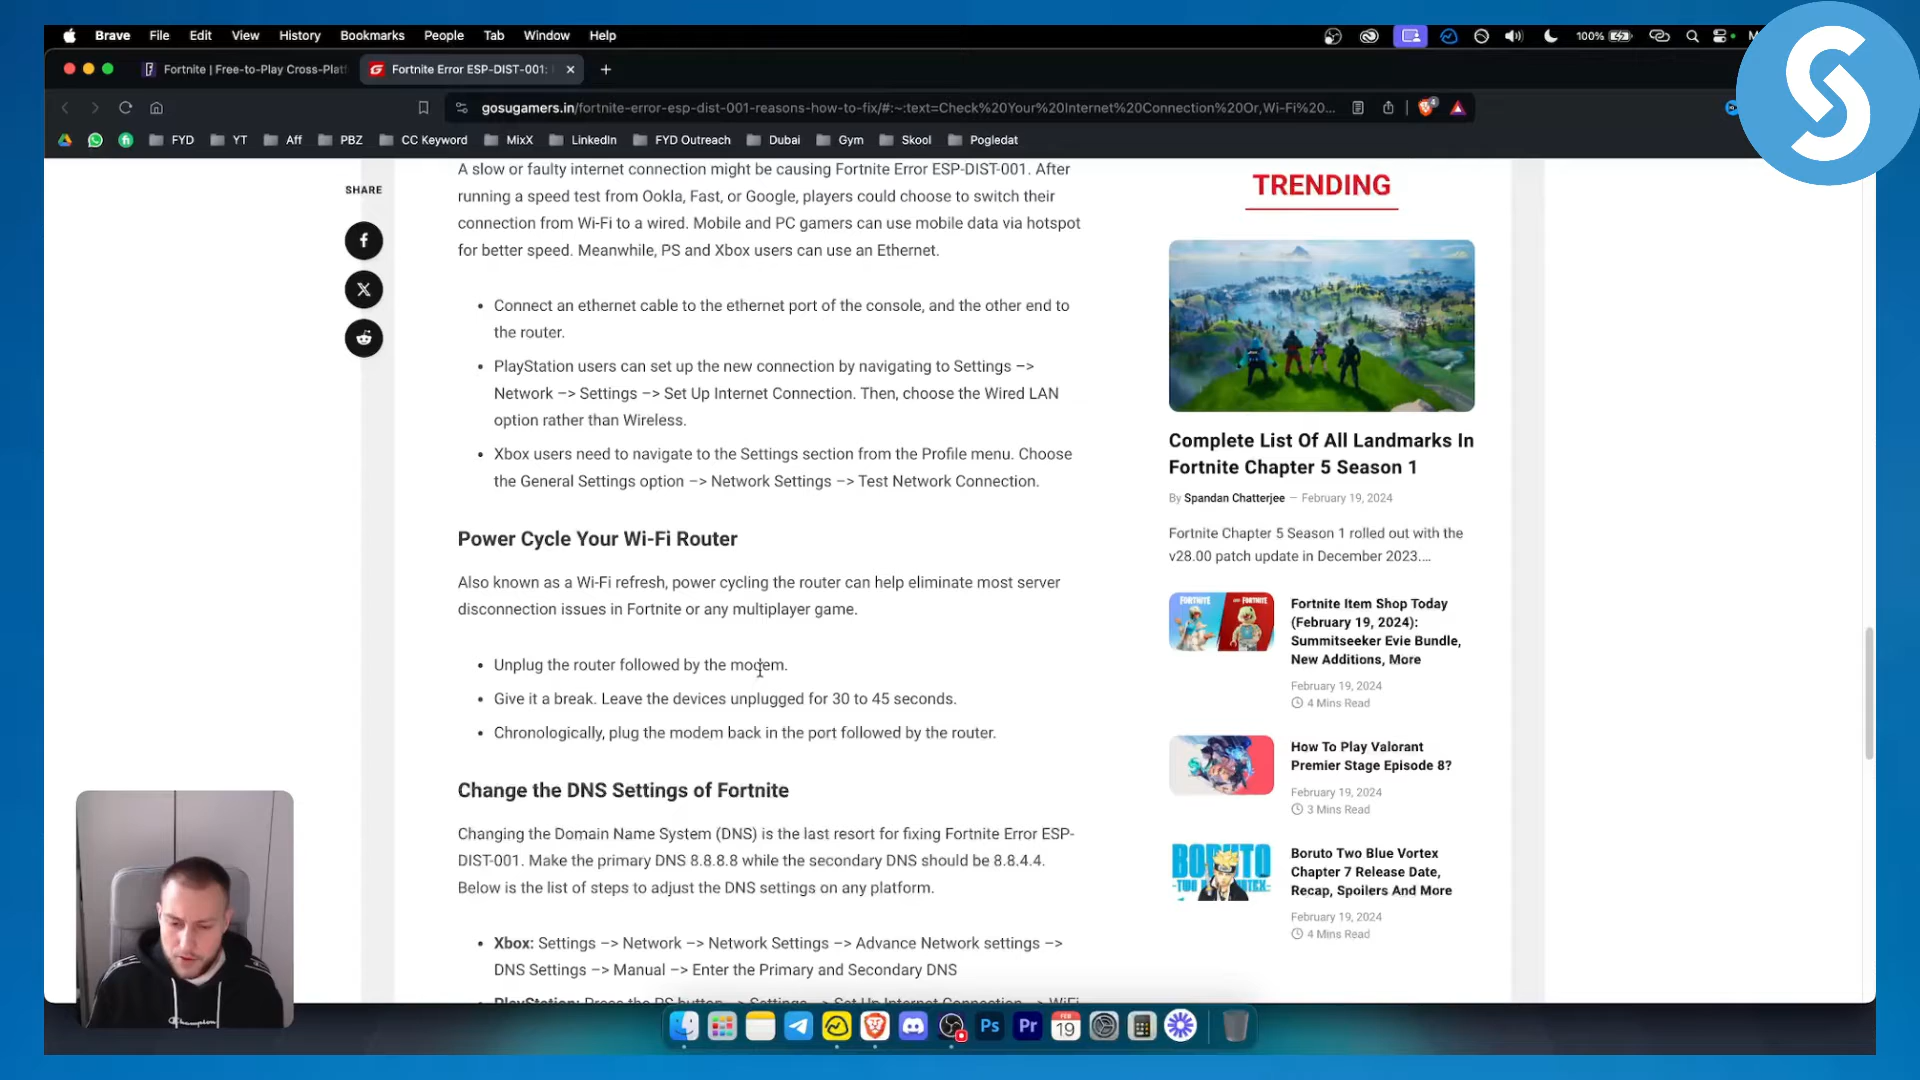 Brave File Edit View History Bookmarks People Tab Window Help
100%
Fortnite | Free-to-Play Cross-Platf
Fortnite Error ESP-DIST-001:
gosugamers.in/fortnite-error-esp-dist-001-reasons-how-to-fix/#:~:text=Check%20Your%20Internet%20Connection%20Or,Wi-Fi%20...
FYD YT Aff PBZ CC Keyword MixX LinkedIn FYD Outreach Dubai Gym Skool Pogledat
SHARE
A slow or faulty internet connection might be causing Fortnite Error ESP-DIST-001. After
running a speed test from Ookla, Fast, or Google, players could choose to switch their
connection from Wi-Fi to a wired. Mobile and PC gamers can use mobile data via hotspot
for better speed. Meanwhile, PS and Xbox users can use an Ethernet.
• Connect an ethernet cable to the ethernet port of the console, and the other end to
the router.
• PlayStation users can set up the new connection by navigating to Settings –>
Network –> Settings –> Set Up Internet Connection. Then, choose the Wired LAN
option rather than Wireless.
• Xbox users need to navigate to the Settings section from the Profile menu. Choose
the General Settings option –> Network Settings –> Test Network Connection.
Power Cycle Your Wi-Fi Router
Also known as a Wi-Fi refresh, power cycling the router can help eliminate most server
disconnection issues in Fortnite or any multiplayer game.
• Unplug the router followed by the modem.
• Give it a break. Leave the devices unplugged for 30 to 45 seconds.
• Chronologically, plug the modem back in the port followed by the router.
Change the DNS Settings of Fortnite
Changing the Domain Name System (DNS) is the last resort for fixing Fortnite Error ESP-
DIST-001. Make the primary DNS 8.8.8.8 while the secondary DNS should be 8.8.4.4.
Below is the list of steps to adjust the DNS settings on any platform.
• Xbox: Settings –> Network –> Network Settings –> Advance Network settings –>
DNS Settings –> Manual –> Enter the Primary and Secondary DNS
• PlayStation: Press the PS button –> Settings –> Set Up Internet Connection –> WiFi
TRENDING
Complete List Of All Landmarks In
Fortnite Chapter 5 Season 1
By Spandan Chatterjee — February 19, 2024
Fortnite Chapter 5 Season 1 rolled out with the
v28.00 patch update in December 2023....
FORTNITE
FORTNITE
Fortnite Item Shop Today
(February 19, 2024):
Summitseeker Evie Bundle,
New Additions, More
February 19, 2024
4 Mins Read
How To Play Valorant
Premier Stage Episode 8?
February 19, 2024
3 Mins Read
BORUTO
Boruto Two Blue Vortex
Chapter 7 Release Date,
Recap, Spoilers And More
February 19, 2024
4 Mins Read
Champion
Ps
Pr
FEB
19